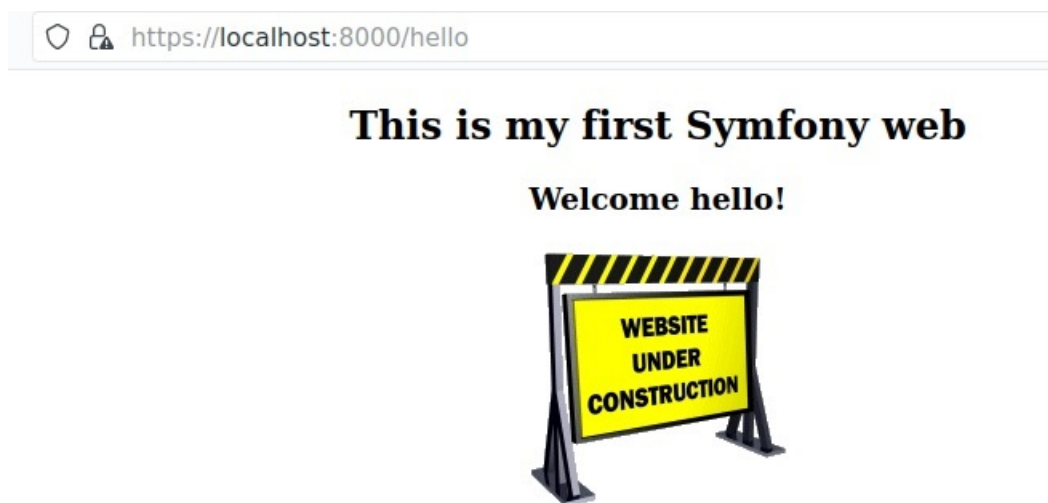 https://localhost:8000/hello
This is my first Symfony web
Welcome hello!
WEBSITE
UNDER
CONSTRUCTION